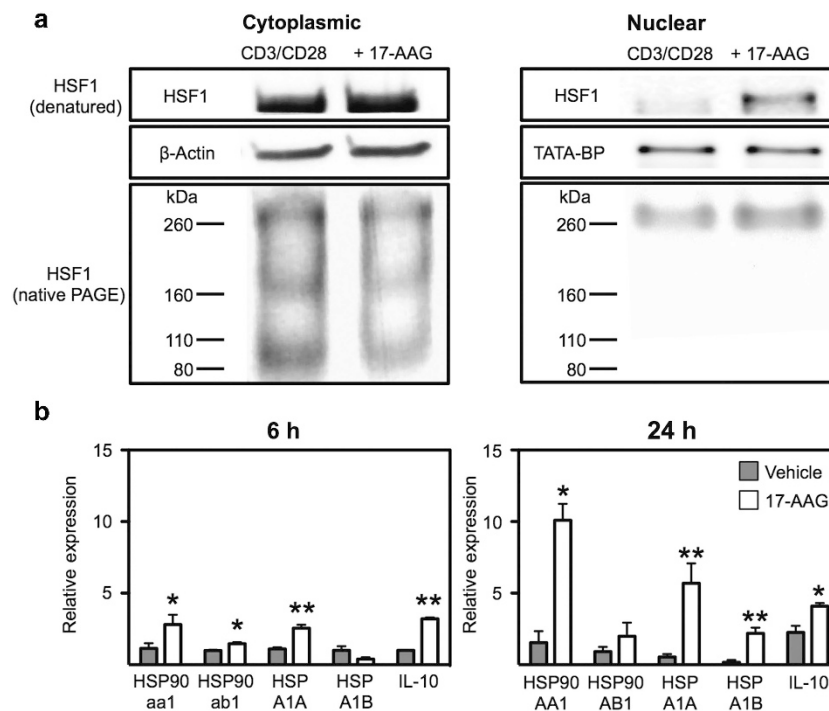 a
Cytoplasmic
Nuclear
CD3/CD28 + 17-AAG
CD3/CD28 + 17-AAG
HSF1
(denatured)
HSF1
HSF1
β-Actin
TATA-BP
HSF1
(native PAGE)
kDa
260
160
110
80
kDa
260
160
110
80
b
6 h
24 h
Relative expression
15
10
5
*
*
**
**
HSP90
aa1
HSP90
ab1
HSP
A1A
HSP
A1B
IL-10
Relative expression
15
10
5
Vehicle
17-AAG
*
**
**
*
HSP90
AA1
HSP90
AB1
HSP
A1A
HSP
A1B
IL-10